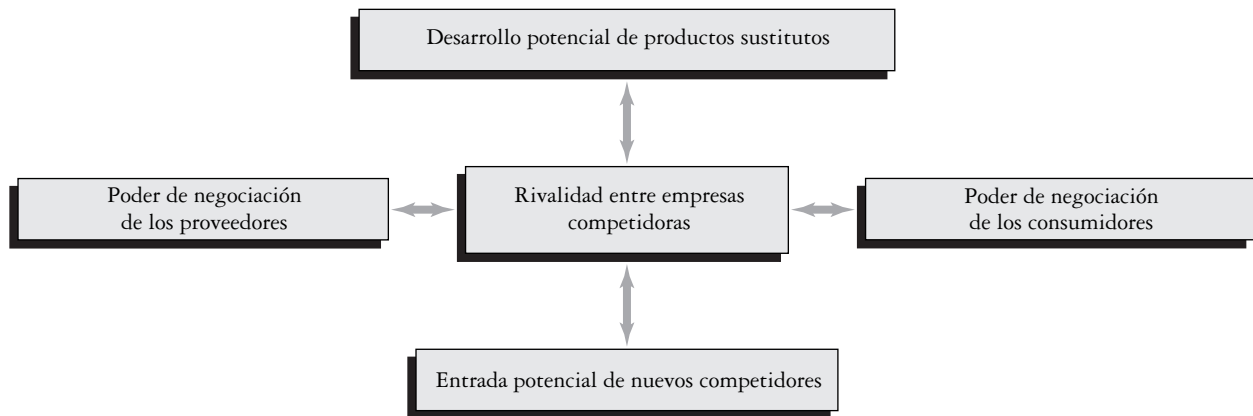 Desarrollo potencial de productos sustitutos
Poder de negociación
de los proveedores
Rivalidad entre empresas
competidoras
Poder de negociación
de los consumidores
Entrada potencial de nuevos competidores